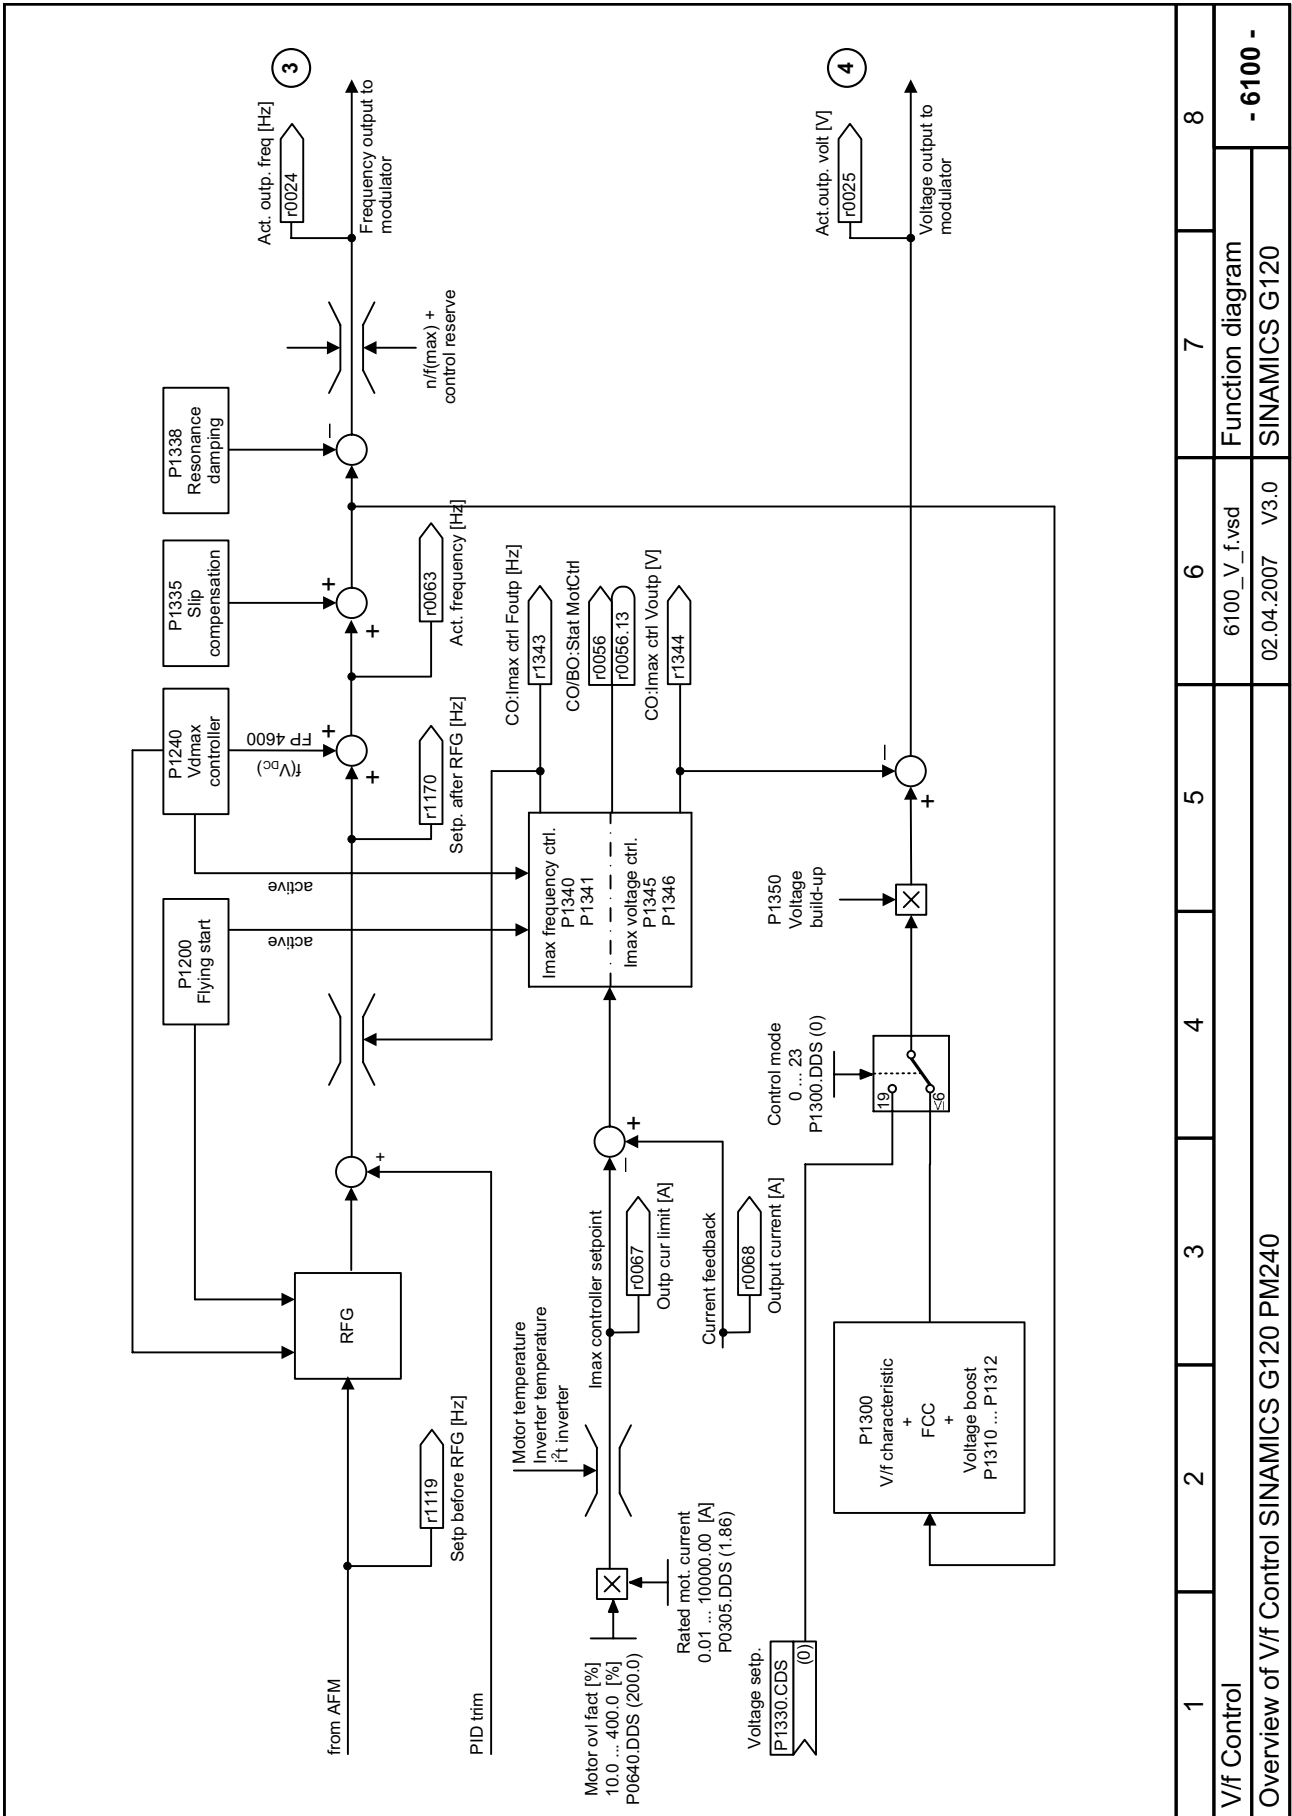 from AFM
r1119
Setp before RFG [Hz]
PID trim
RFG
+
P1200
Flying start
active
P1240
Vdmax
controller
active
f(VDC)
FP 4600
+
+
r1170
Setp. after RFG [Hz]
P1335
Slip
compensation
+
+
r0063
Act. frequency [Hz]
P1338
Resonance
damping
–
n/f(max) +
control reserve
Act. outp. freq [Hz]
r0024
Frequency output to
modulator
3
Motor ovl fact [%]
10.0 ... 400.0 [%]
P0640.DDS (200.0)
Rated mot. current
0.01 ... 10000.00 [A]
P0305.DDS (1.86)
Motor temperature
Inverter temperature
i²t inverter
Imax controller setpoint
r0067
Outp cur limit [A]
Current feedback
r0068
Output current [A]
–
+
Imax frequency ctrl.
P1340
P1341
Imax voltage ctrl.
P1345
P1346
CO:Imax ctrl Foutp [Hz]
r1343
CO/BO:Stat MotCtrl
r0056
r0056.13
CO:Imax ctrl Voutp [V]
r1344
Voltage setp.
P1330.CDS
(0)
P1300
V/f characteristic
+
FCC
+
Voltage boost
P1310 ... P1312
Control mode
0 ... 23
P1300.DDS (0)
19
≤6
P1350
Voltage
build-up
+
–
Act.outp. volt [V]
r0025
Voltage output to
modulator
4
1 2 3 4 5 6 7 8
V/f Control 6100_V_f.vsd Function diagram - 6100 -
Overview of V/f Control SINAMICS G120 PM240 02.04.2007 V3.0 SINAMICS G120